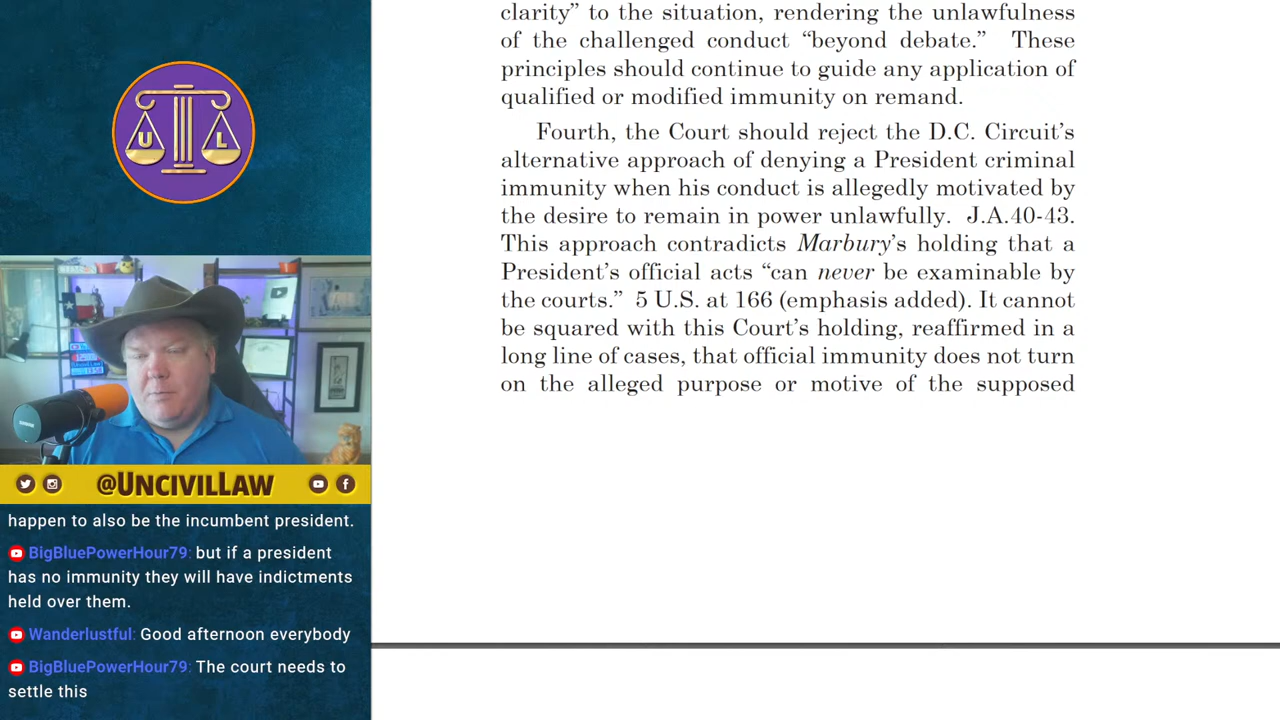 clarity” to the situation, rendering the unlawfulness
of the challenged conduct “beyond debate.” These
principles should continue to guide any application of
qualified or modified immunity on remand.
Fourth, the Court should reject the D.C. Circuit’s
alternative approach of denying a President criminal
immunity when his conduct is allegedly motivated by
the desire to remain in power unlawfully. J.A.40-43.
This approach contradicts Marbury’s holding that a
President’s official acts “can never be examinable by
the courts.” 5 U.S. at 166 (emphasis added). It cannot
be squared with this Court’s holding, reaffirmed in a
long line of cases, that official immunity does not turn
on the alleged purpose or motive of the supposed
U L
@UNCIVILLAW
happen to also be the incumbent president.
BigBluePowerHour79: but if a president
has no immunity they will have indictments
held over them.
Wanderlustful: Good afternoon everybody
BigBluePowerHour79: The court needs to
settle this